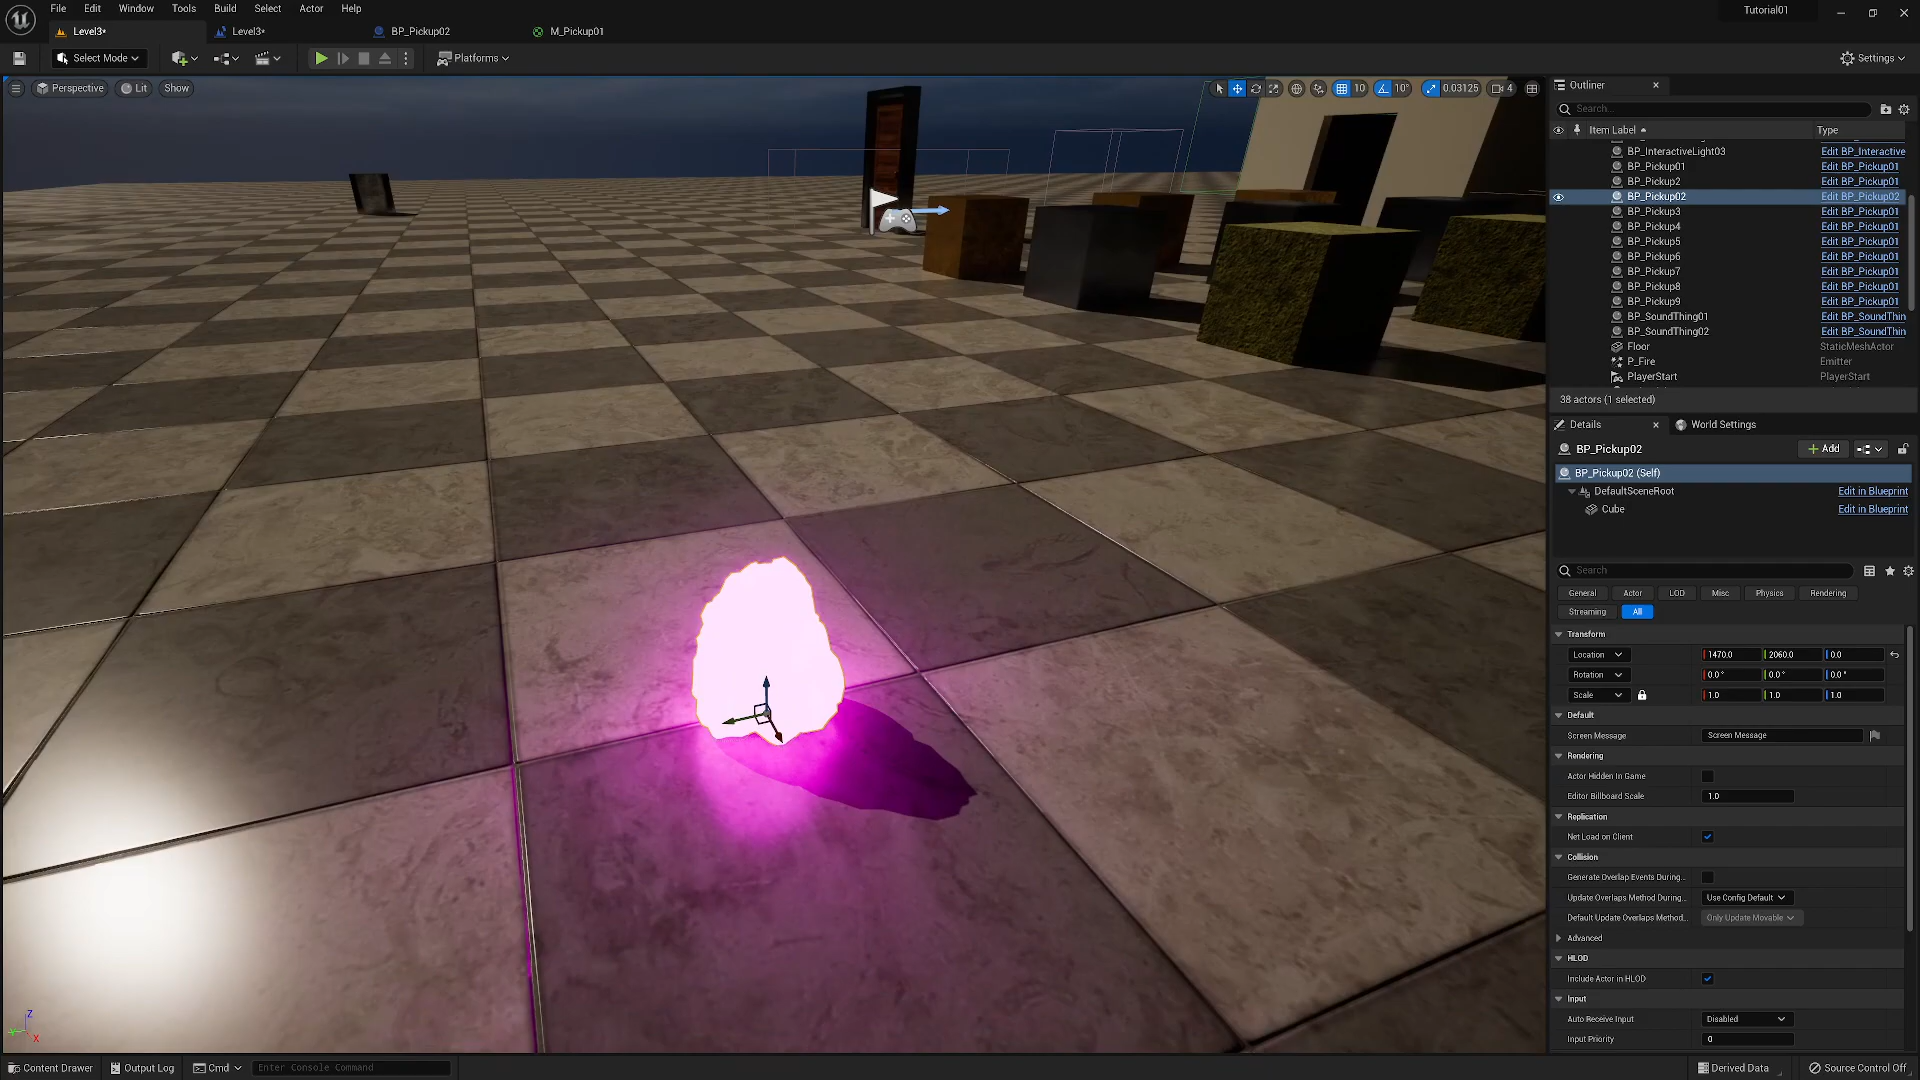 File Edit Window Tools Build Select Actor Help
Tutorial01
Level3* Level3* BP_Pickup02 M_Pickup01
Select Mode
Platforms
Settings
Perspective Lit Show
10 10° 0.03125 4
Outliner
Search...
Item Label Type
BP_InteractiveLight03 Edit BP_Interactive
BP_Pickup01 Edit BP_Pickup01
BP_Pickup2 Edit BP_Pickup01
BP_Pickup02 Edit BP_Pickup02
BP_Pickup3 Edit BP_Pickup01
BP_Pickup4 Edit BP_Pickup01
BP_Pickup5 Edit BP_Pickup01
BP_Pickup6 Edit BP_Pickup01
BP_Pickup7 Edit BP_Pickup01
BP_Pickup8 Edit BP_Pickup01
BP_Pickup9 Edit BP_Pickup01
BP_SoundThing01 Edit BP_SoundThin
BP_SoundThing02 Edit BP_SoundThin
Floor StaticMeshActor
P_Fire Emitter
PlayerStart PlayerStart
38 actors (1 selected)
Details World Settings
BP_Pickup02 + Add
BP_Pickup02 (Self)
DefaultSceneRoot Edit in Blueprint
Cube Edit in Blueprint
Search
General Actor LOD Misc Physics Rendering
Streaming All
Transform
Location 1470.0 2060.0 0.0
Rotation 0.0° 0.0° 0.0°
Scale 1.0 1.0 1.0
Default
Screen Message Screen Message
Rendering
Actor Hidden In Game
Editor Billboard Scale 1.0
Replication
Net Load on Client
Collision
Generate Overlap Events During...
Update Overlaps Method During... Use Config Default
Default Update Overlaps Method... Only Update Movable
Advanced
HLOD
Include Actor in HLOD
Input
Auto Receive Input Disabled
Input Priority 0
Z
Y
X
Content Drawer Output Log Cmd Enter Console Command
Derived Data Source Control Off